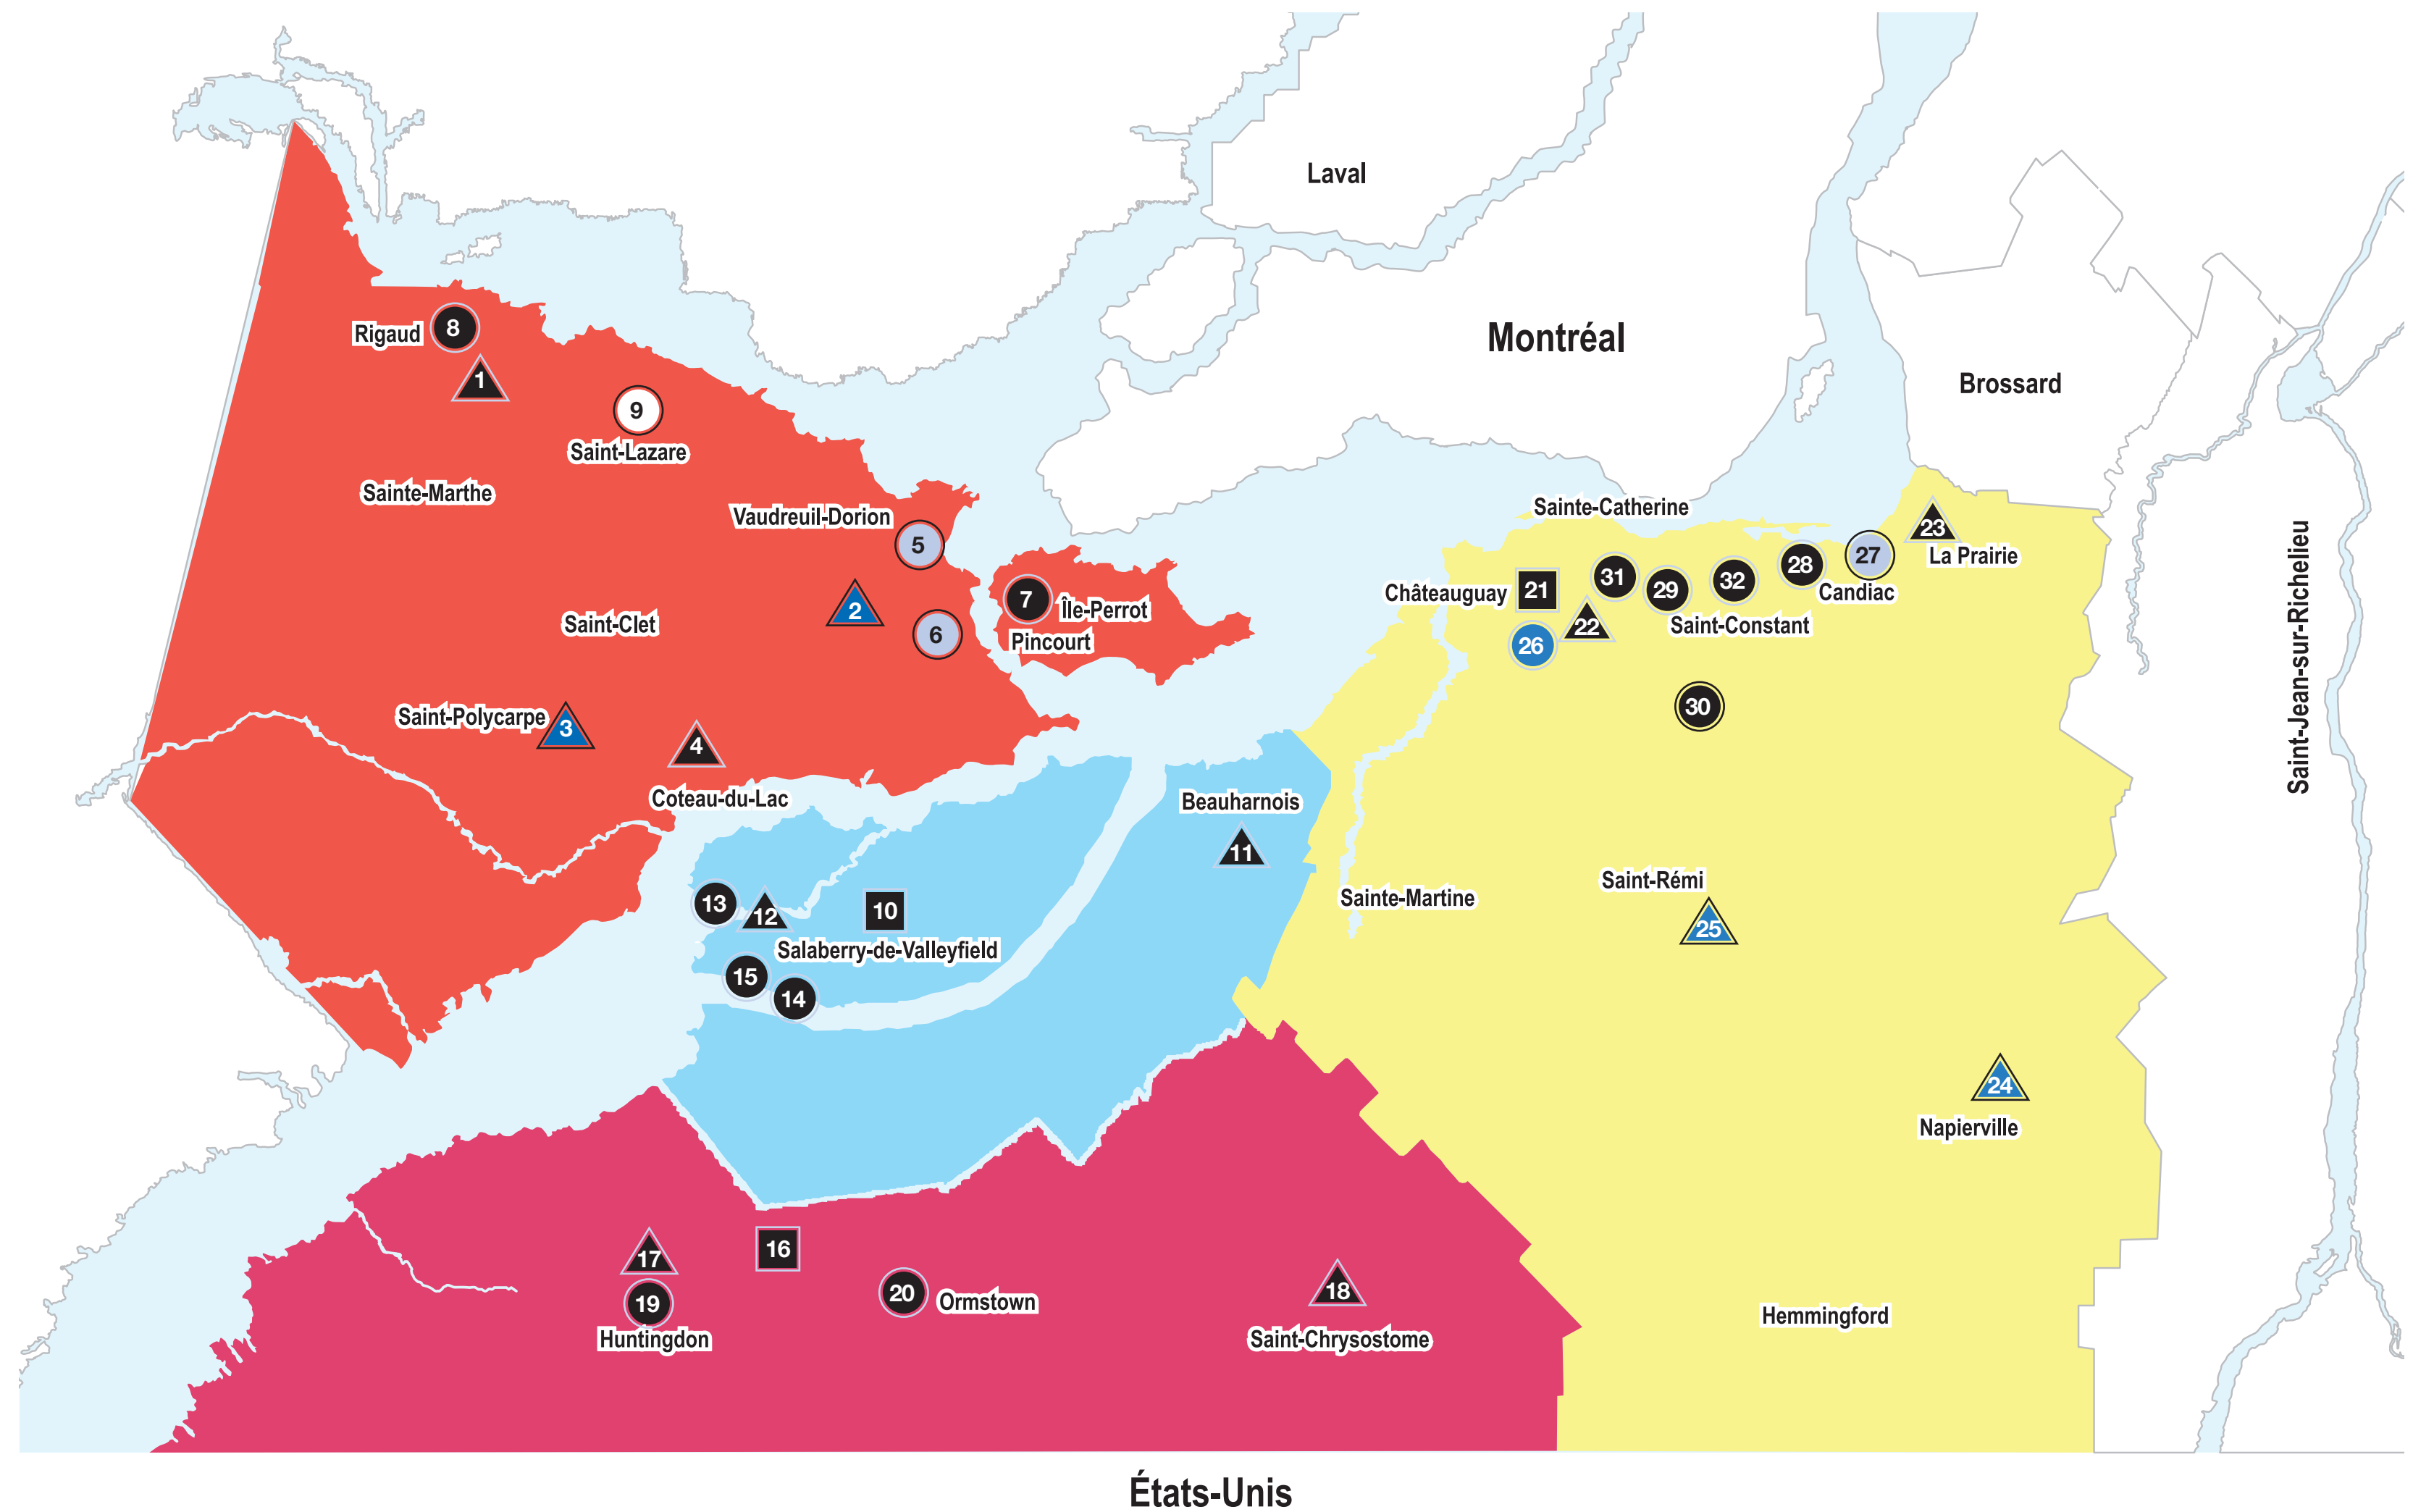 Laval
Montréal
Brossard
Rigaud
8
1
9
Saint-Lazare
Sainte-Marthe
Vaudreuil-Dorion
5
2
6
7
Île-Perrot
Pincourt
Saint-Clet
Saint-Polycarpe
3
4
Coteau-du-Lac
Sainte-Catherine
23
La Prairie
27
28
Candiac
32
29
31
Châteauguay
21
22
26
Saint-Constant
30
Saint-Jean-sur-Richelieu
Beauharnois
11
13
12
10
Salaberry-de-Valleyfield
15
14
Sainte-Martine
Saint-Rémi
25
24
Napierville
17
16
19
Huntingdon
20
Ormstown
18
Saint-Chrysostome
Hemmingford
États-Unis